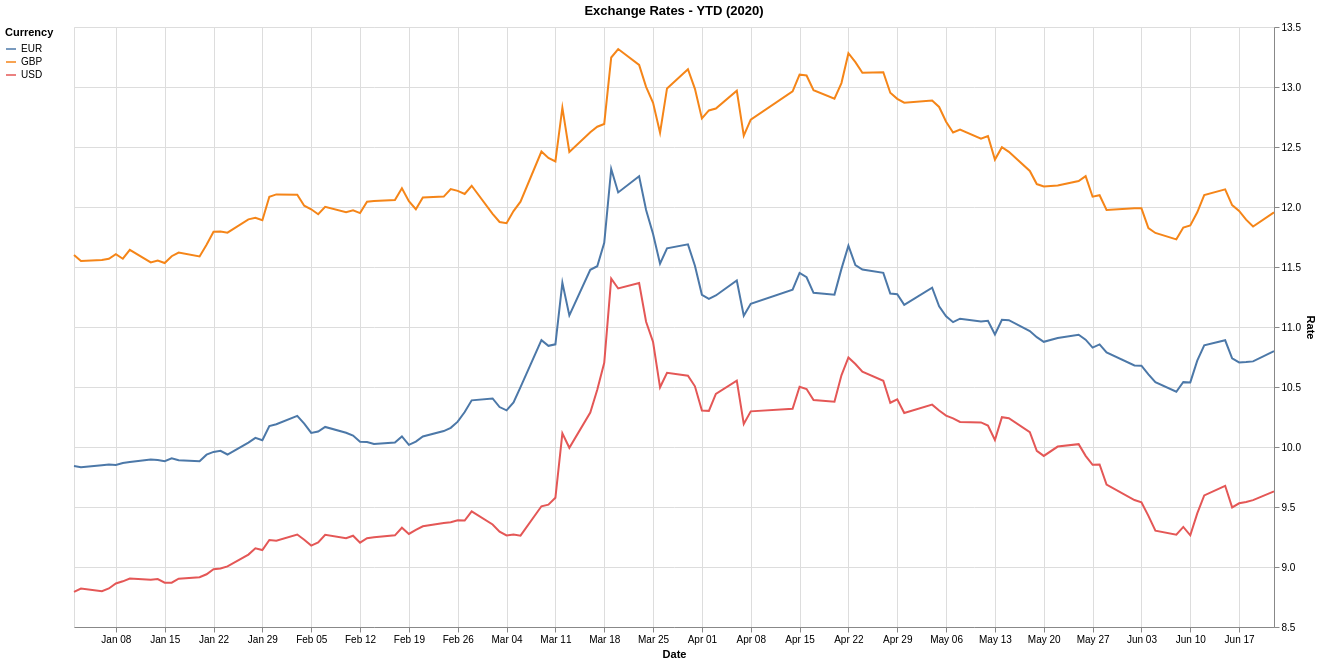 Exchange Rates - YTD (2020)
Currency
EUR
GBP
USD
13.5
13.0
12.5
12.0
11.5
11.0
10.5
10.0
9.5
9.0
8.5
Rate
Jan 08 Jan 15 Jan 22 Jan 29 Feb 05 Feb 12 Feb 19 Feb 26 Mar 04 Mar 11 Mar 18 Mar 25 Apr 01 Apr 08 Apr 15 Apr 22 Apr 29 May 06 May 13 May 20 May 27 Jun 03 Jun 10 Jun 17
Date